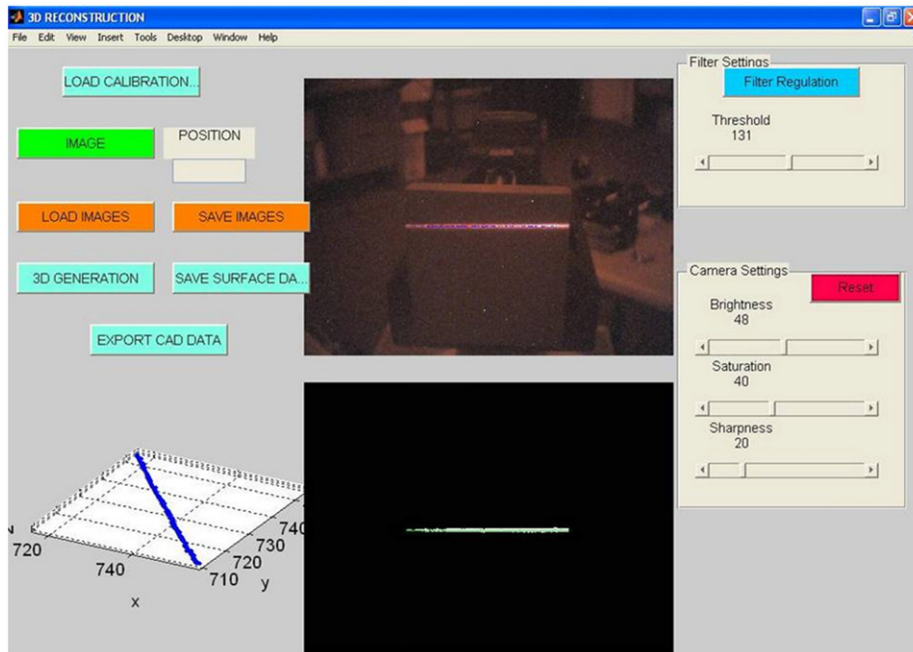 3D RECONSTRUCTION
File Edit View Insert Tools Desktop Window Help
LOAD CALIBRATION...
IMAGE
POSITION
LOAD IMAGES
SAVE IMAGES
3D GENERATION
SAVE SURFACE DA...
EXPORT CAD DATA
Filter Settings
Filter Regulation
Threshold
131
Camera Settings
Reset
Brightness
48
Saturation
40
Sharpness
20
720
740
x
710
720
730
740
y